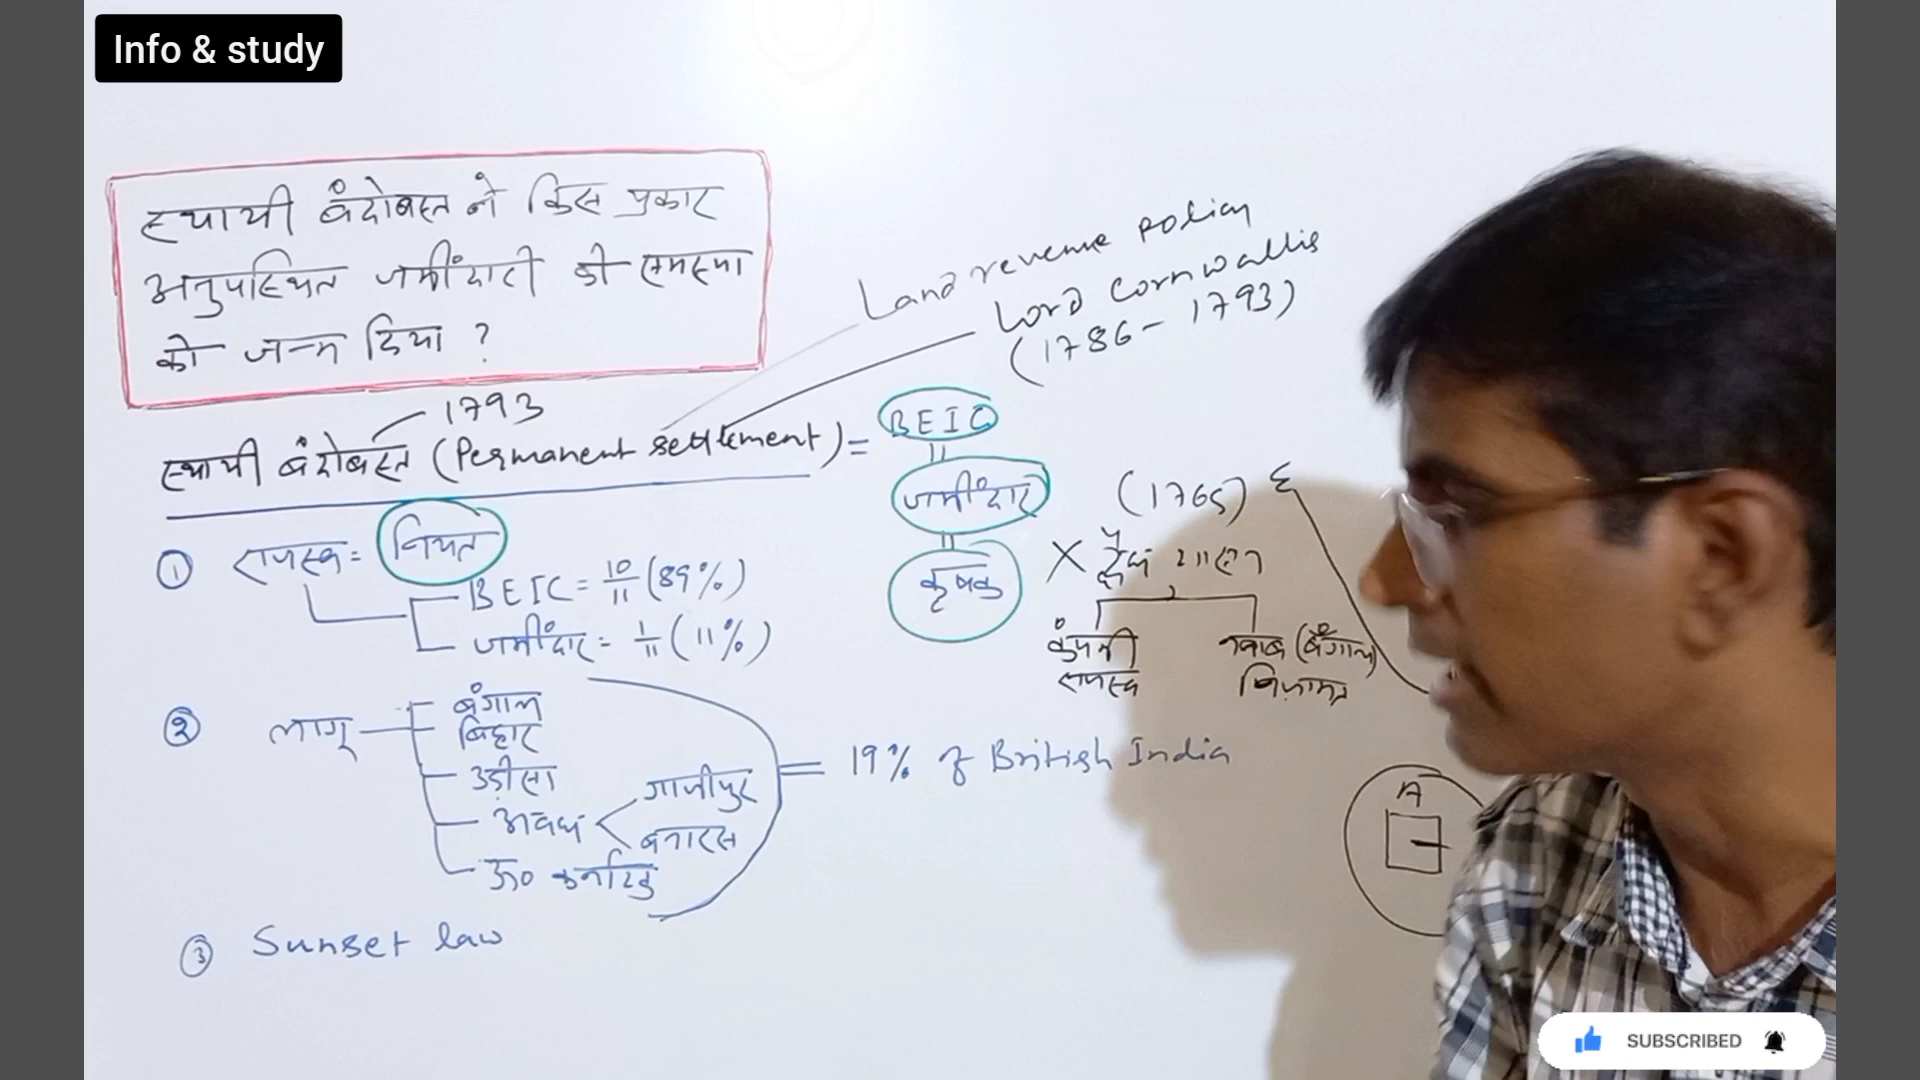 Info & study
स्थायी बंदोबस्त ने किस प्रकार
अनुपस्थित जमींदारी की समस्या
को जन्म दिया ?
Land revenue policy
Lord Cornwallis
(1786 - 1793)
1793
स्थायी बंदोबस्त (Permanent settlement) =
BEIC
जमींदार
कृषक
① राजस्व = नियत
BEIC = 10/11 (89%)
जमींदार = 1/11 (11%)
(1765)
X द्वैध शासन
कंपनी
राजस्व
नवाब (बंगाल)
निजामत
② लागू
बंगाल
बिहार
उड़ीसा
अवध
गाजीपुर
बनारस
उ० कर्नाटक
= 19% of British India
A
③ Sunset law
SUBSCRIBED